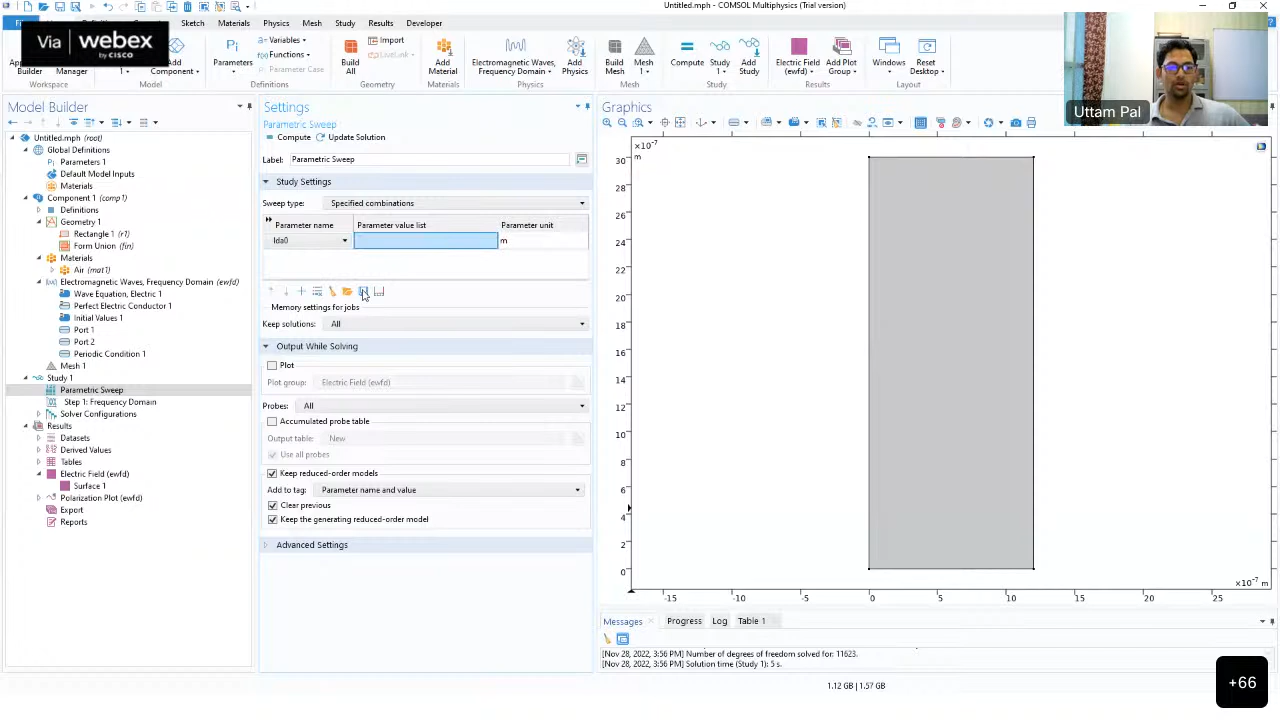 Untitled.mph - COMSOL Multiphysics (Trial version)
Sketch Materials Physics Mesh Study Results Developer
Via webex by CISCO
Uttam Pal
Builder Manager
1
Component 1
Pi
Parameters
Variables
Functions
Parameter Case
Build All
Import
LiveLink
Add Material
Electromagnetic Waves, Frequency Domain
Add Physics
Build Mesh
Mesh 1
Compute
Study 1
Add Study
Electric Field (ewfd)
Add Plot Group
Windows
Reset Desktop
Workspace Model Definitions Geometry Materials Physics Mesh Study Results Layout
Model Builder
Untitled.mph (root)
Global Definitions
Pi Parameters 1
Default Model Inputs
Materials
Component 1 (comp1)
Definitions
Geometry 1
Rectangle 1 (r1)
Form Union (fin)
Materials
Air (mat1)
Electromagnetic Waves, Frequency Domain (ewfd)
Wave Equation, Electric 1
Perfect Electric Conductor 1
Initial Values 1
Port 1
Port 2
Periodic Condition 1
Mesh 1
Study 1
Parametric Sweep
Step 1: Frequency Domain
Solver Configurations
Results
Datasets
Derived Values
Tables
Electric Field (ewfd)
Surface 1
Polarization Plot (ewfd)
Export
Reports
Settings
Parametric Sweep
Compute Update Solution
Label: Parametric Sweep
Study Settings
Sweep type: Specified combinations
Parameter name Parameter value list Parameter unit
lda0 m
Memory settings for jobs
Keep solutions: All
Output While Solving
Plot
Plot group: Electric Field (ewfd)
Probes: All
Accumulated probe table
Output table: New
Use all probes
Keep reduced-order models
Add to tag: Parameter name and value
Clear previous
Keep the generating reduced-order model
Advanced Settings
Graphics
×10⁻⁷
m
30
28
26
24
22
20
18
16
14
12
10
8
6
4
2
0
×10⁻⁷ m
-15 -10 -5 0 5 10 15 20 25
Messages Progress Log Table 1
[Nov 28, 2022, 3:56 PM] Number of degrees of freedom solved for: 11623.
[Nov 28, 2022, 3:56 PM] Solution time (Study 1): 5 s.
1.12 GB | 1.57 GB
+66